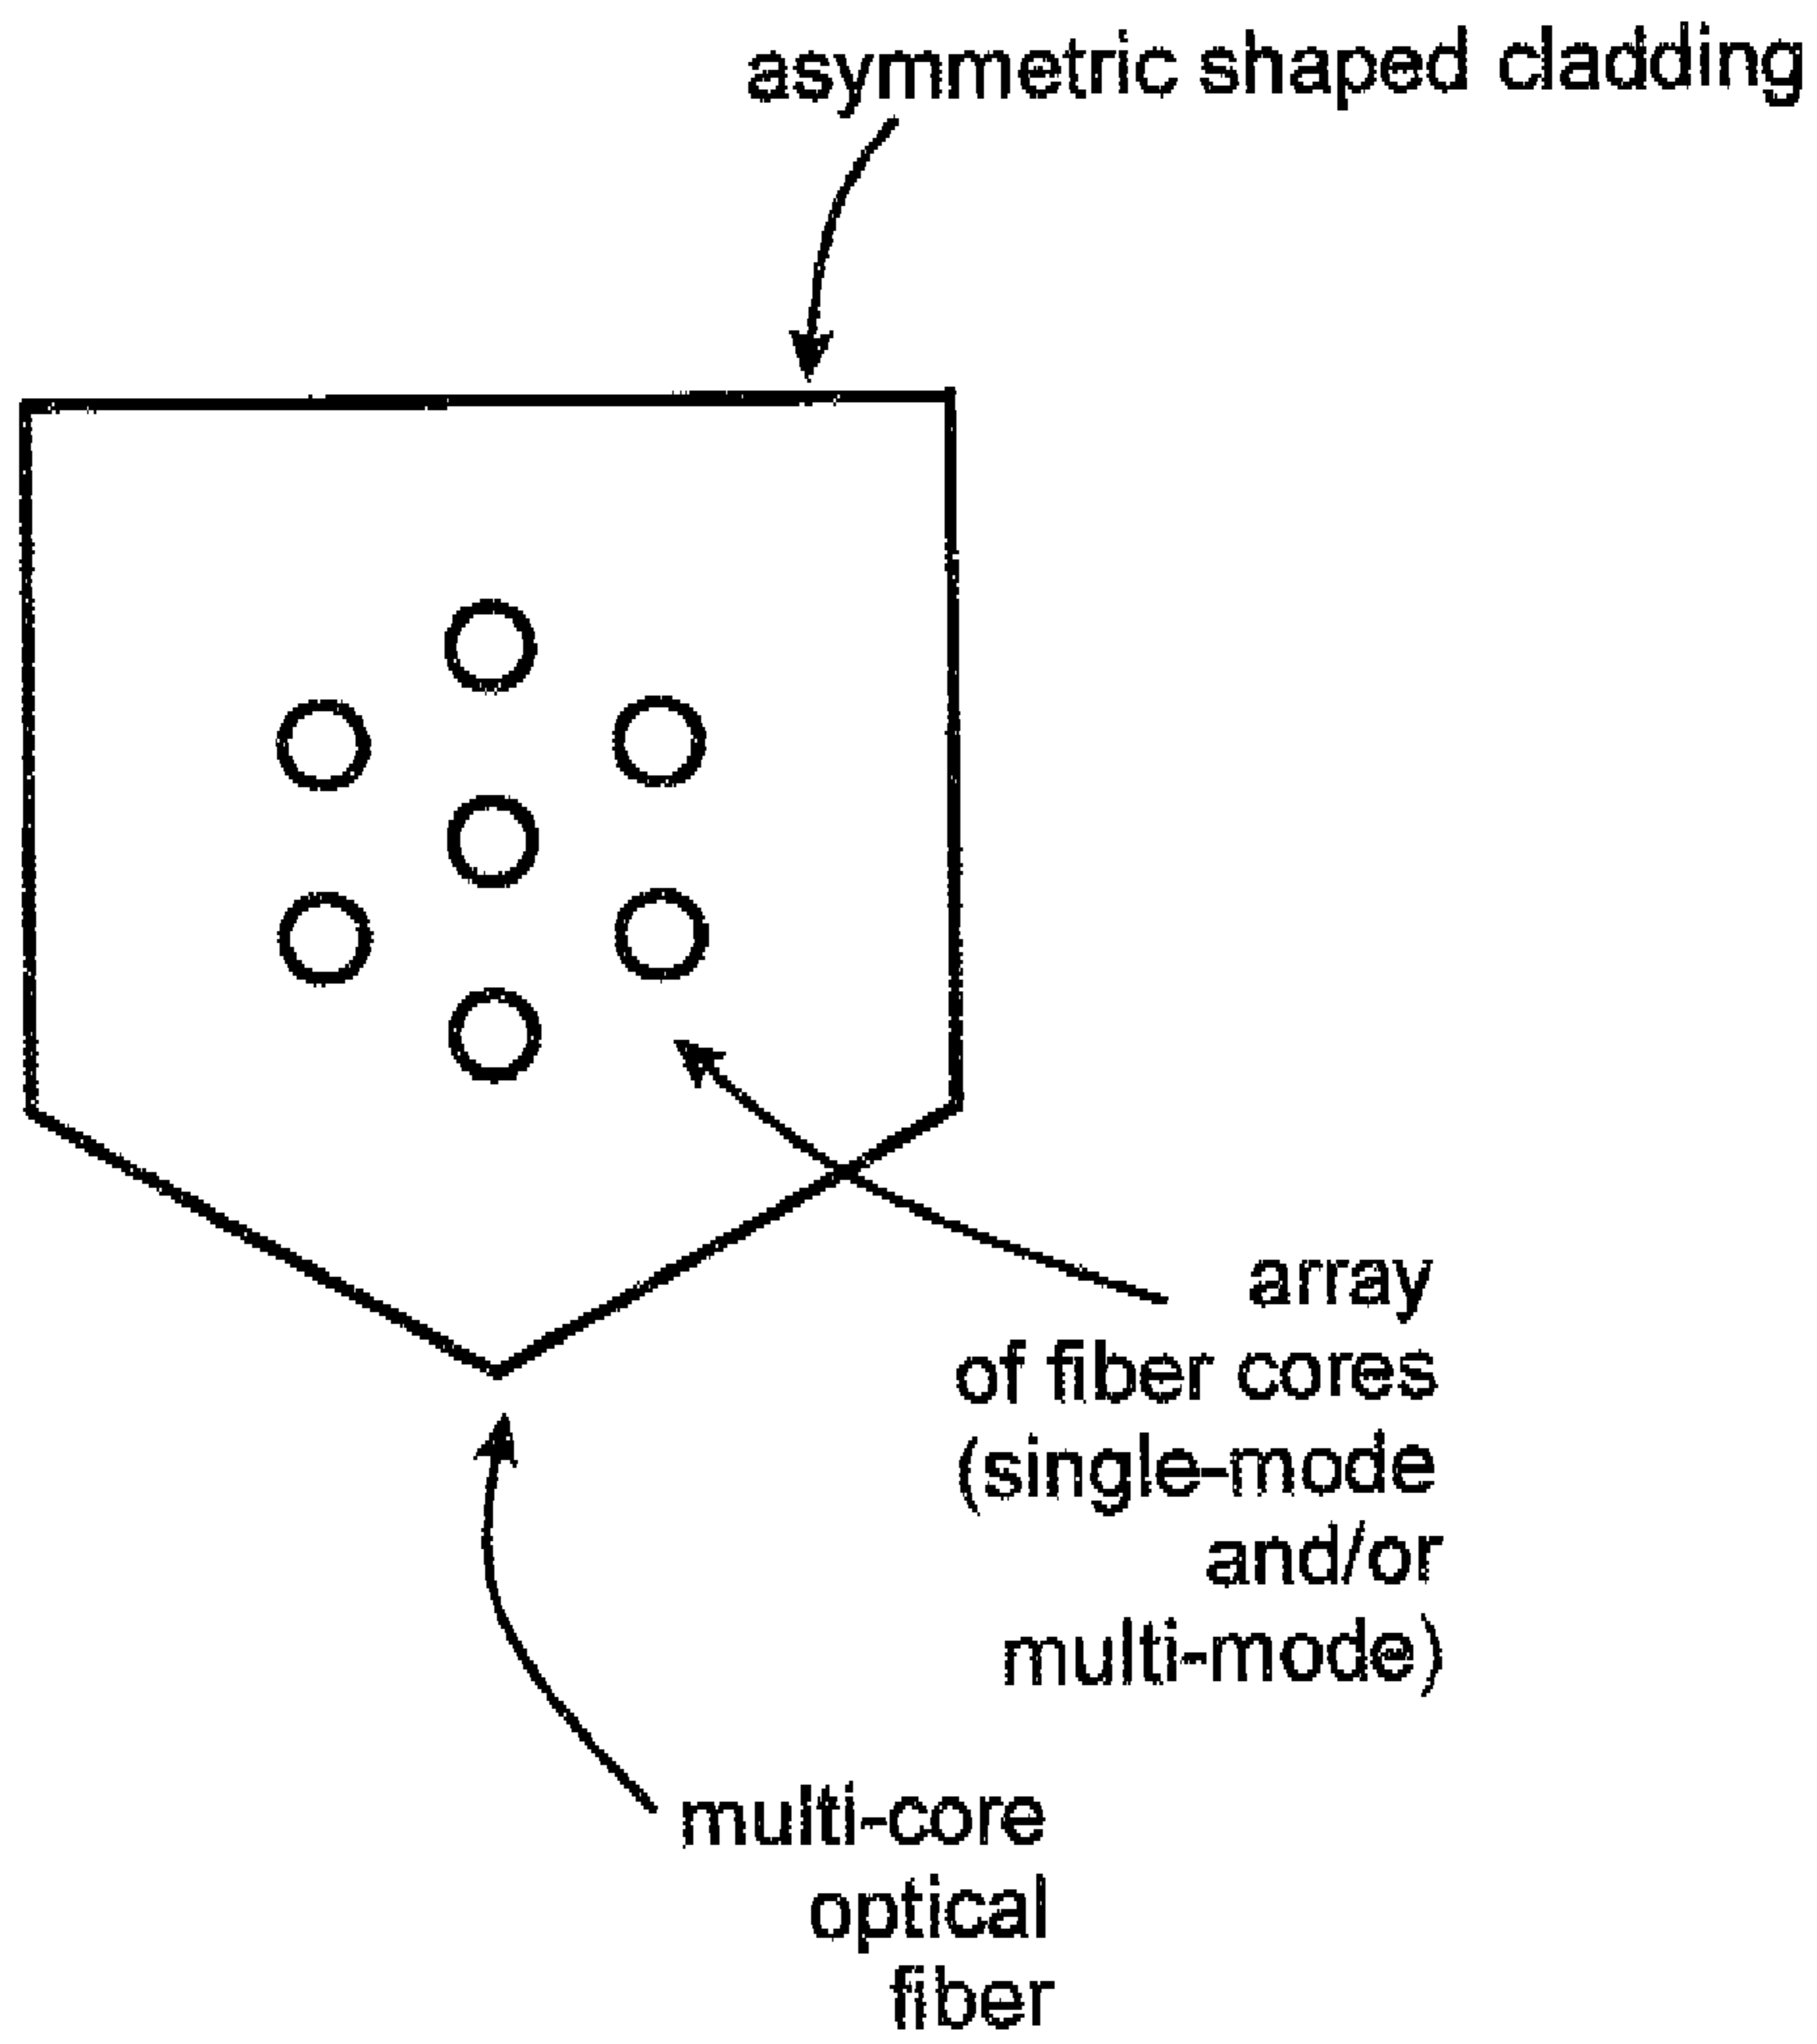 asymmetric shaped cladding
array
of fiber cores
(single-mode
and/or
multi-mode)
multi-core
optical
fiber